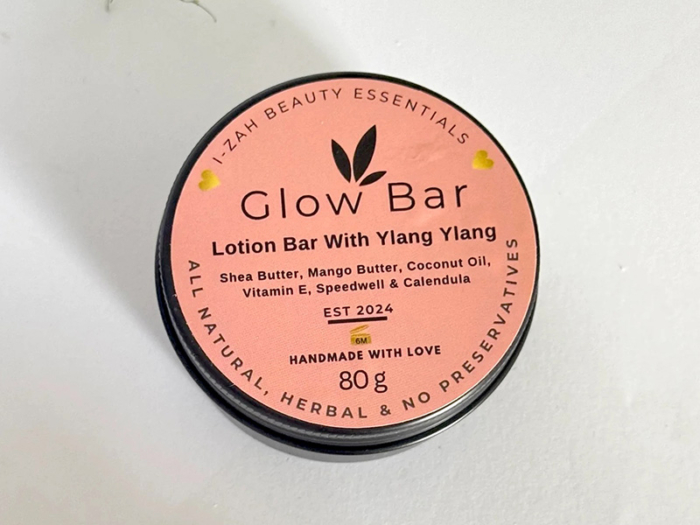 I-ZAH BEAUTY ESSENTIALS
Glow Bar
Lotion Bar With Ylang Ylang
Shea Butter, Mango Butter, Coconut Oil,
Vitamin E, Speedwell & Calendula
EST 2024
6M
HANDMADE WITH LOVE
80g
ALL NATURAL, HERBAL & NO PRESERVATIVES